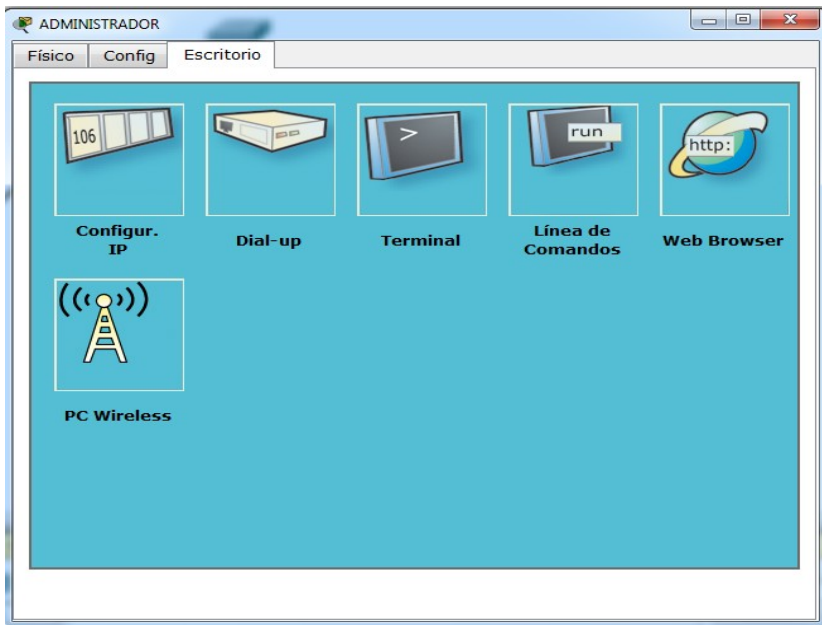 ADMINISTRADOR
Físico Config Escritorio
106
>
run
http:
Configur.
IP
Dial-up
Terminal
Línea de
Comandos
Web Browser
PC Wireless